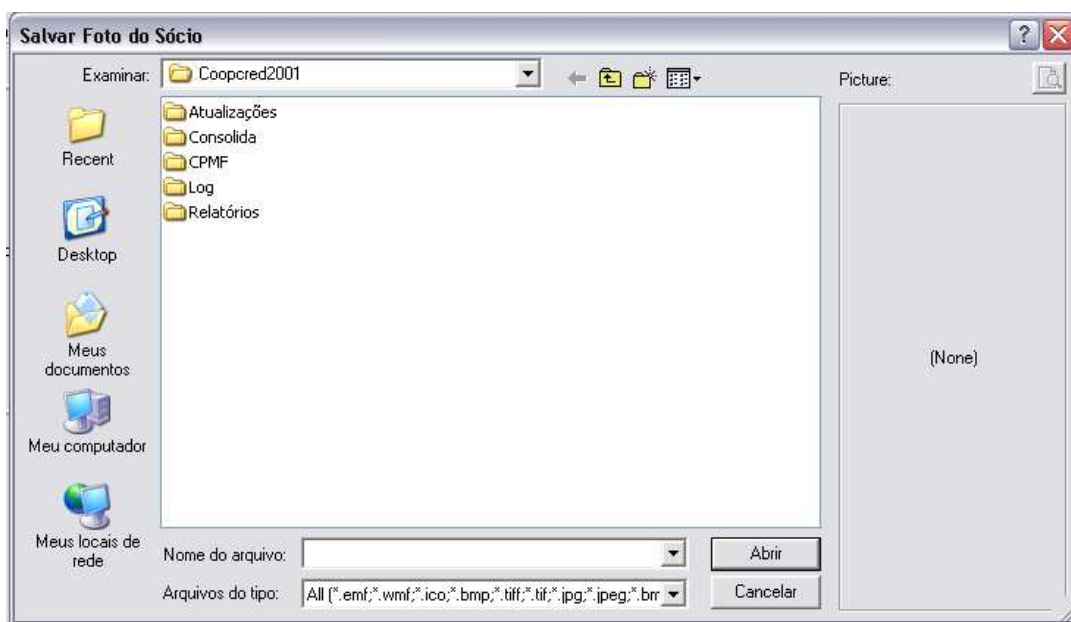 Salvar Foto do Sócio
Examinar:
Coopcred2001
Picture:
Recent
Desktop
Meus
documentos
Meu computador
Meus locais de
rede
Atualizações
Consolida
CPMF
Log
Relatórios
(None)
Nome do arquivo:
Abrir
Arquivos do tipo:
All (*.emf;*.wmf;*.ico;*.bmp;*.tiff;*.tif;*.jpg;*.jpeg;*.br
Cancelar